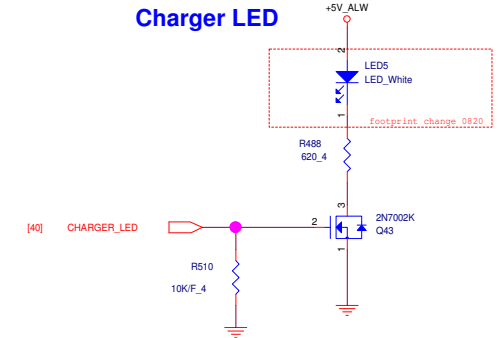 Charger LED
+5V_ALW
2
LED5
LED_White
1
footprint change 0820
R488
620_4
3
2N7002K
2
Q43
[40] CHARGER_LED
1
R510
10K/F_4